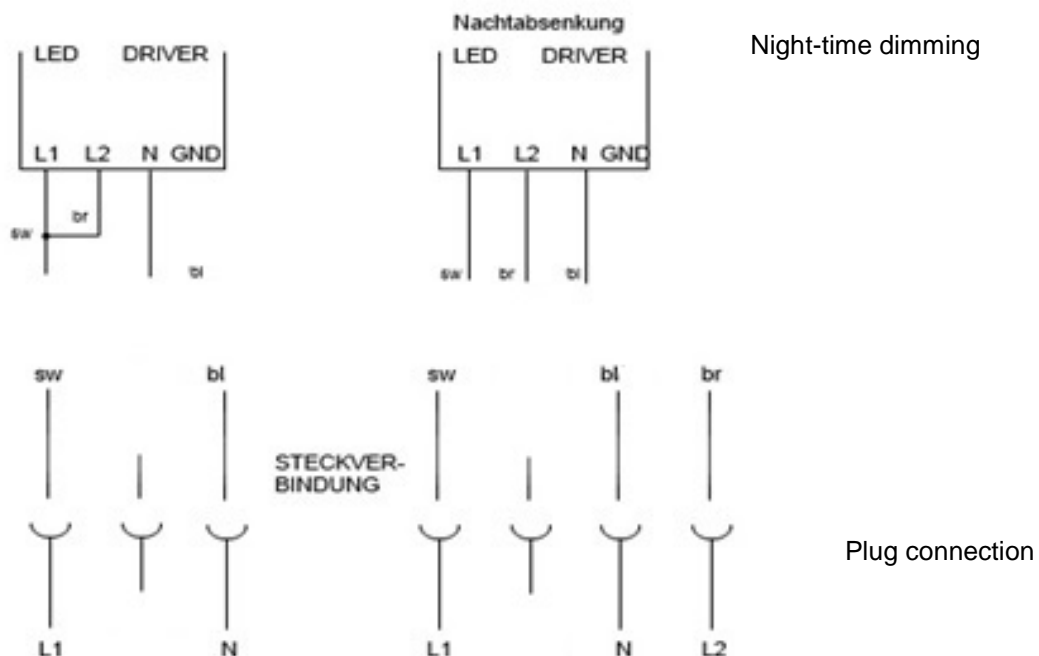 Nachtabsenkung
Night-time dimming
LED DRIVER
LED DRIVER
L1 L2 N GND
L1 L2 N GND
br
sw
bl
sw br bl
sw bl
sw bl br
STECKVER-
BINDUNG
Plug connection
L1 N
L1 N L2